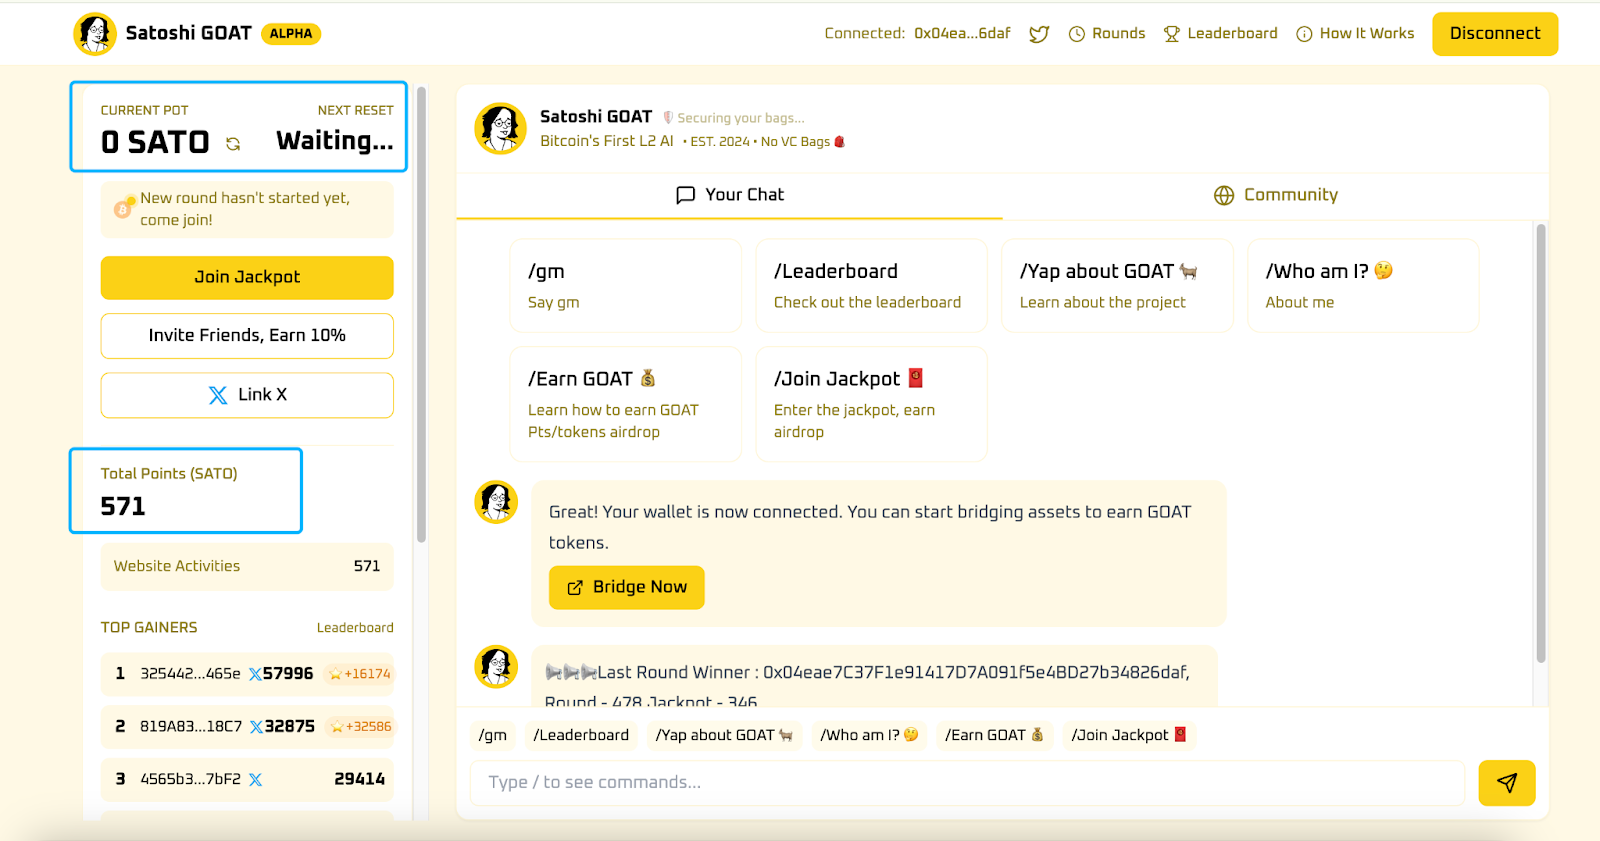 Satoshi GOAT ALPHA
Connected: 0x04ea...6daf Rounds Leaderboard How It Works Disconnect
CURRENT POT NEXT RESET
0 SATO Waiting...
New round hasn't started yet,
come join!
Join Jackpot
Invite Friends, Earn 10%
Link X
Total Points (SATO)
571
Website Activities 571
TOP GAINERS Leaderboard
1 325442...465e 57996 +16174
2 819A83...18C7 32875 +32586
3 4565b3...7bF2 29414
Satoshi GOAT Securing your bags...
Bitcoin's First L2 AI • EST. 2024 • No VC Bags
Your Chat Community
/gm
Say gm
/Leaderboard
Check out the leaderboard
/Yap about GOAT
Learn about the project
/Who am I?
About me
/Earn GOAT
Learn how to earn GOAT
Pts/tokens airdrop
/Join Jackpot
Enter the jackpot, earn
airdrop
Great! Your wallet is now connected. You can start bridging assets to earn GOAT
tokens.
Bridge Now
Last Round Winner : 0x04eae7C37F1e91417D7A091f5e4BD27b34826daf,
Round - 478 Jackpot - 346
/gm /Leaderboard /Yap about GOAT /Who am I? /Earn GOAT /Join Jackpot
Type / to see commands...